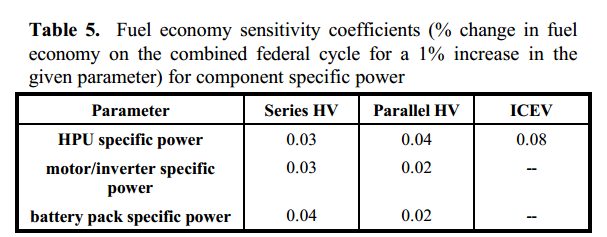 Table 5. Fuel economy sensitivity coefficients (% change in fuel
economy on the combined federal cycle for a 1% increase in the
given parameter) for component specific power
Parameter Series HV Parallel HV ICEV
HPU specific power 0.03 0.04 0.08
motor/inverter specific 0.03 0.02 --
power
battery pack specific power 0.04 0.02 --